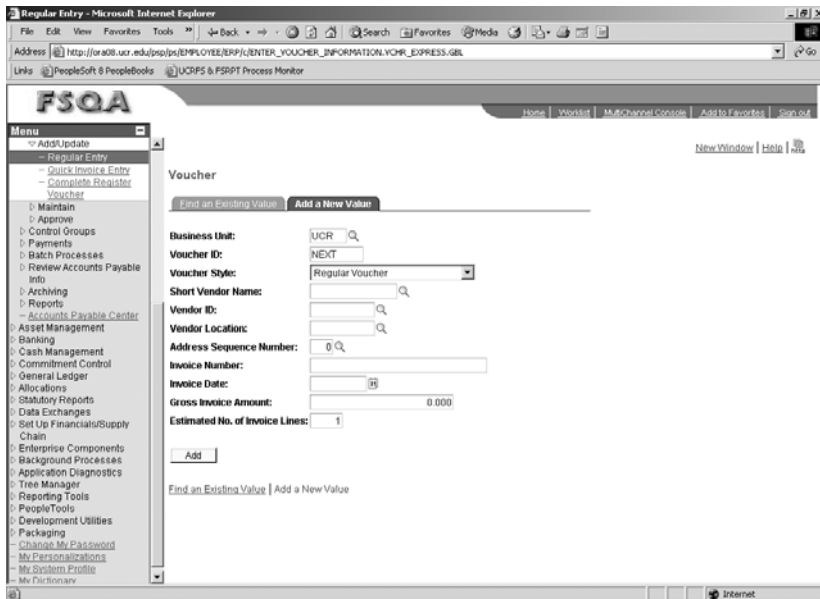 Regular Entry - Microsoft Internet Explorer
File Edit View Favorites Tools » Back Search Favorites Media
Address http://ora08.ucr.edu/psp/ps/EMPLOYEE/ERP/c/ENTER_VOUCHER_INFORMATION.VCHR_EXPRESS.GBL Go
Links PeopleSoft 8 PeopleBooks UCRFS & FSRPT Process Monitor
FSQA
Home Worklist MultiChannel Console Add to Favorites Sign out
Menu
Add/Update
Regular Entry
Quick Invoice Entry
Complete Register
Voucher
Maintain
Approve
Control Groups
Payments
Batch Processes
Review Accounts Payable
Info
Archiving
Reports
Accounts Payable Center
Asset Management
Banking
Cash Management
Commitment Control
General Ledger
Allocations
Statutory Reports
Data Exchanges
Set Up Financials/Supply
Chain
Enterprise Components
Background Processes
Application Diagnostics
Tree Manager
Reporting Tools
PeopleTools
Development Utilities
Packaging
Change My Password
My Personalizations
My System Profile
My Dictionary
New Window | Help |
Voucher
Find an Existing Value Add a New Value
Business Unit: UCR
Voucher ID: NEXT
Voucher Style: Regular Voucher
Short Vendor Name:
Vendor ID:
Vendor Location:
Address Sequence Number: 0
Invoice Number:
Invoice Date:
Gross Invoice Amount: 0.000
Estimated No. of Invoice Lines: 1
Add
Find an Existing Value | Add a New Value
Internet